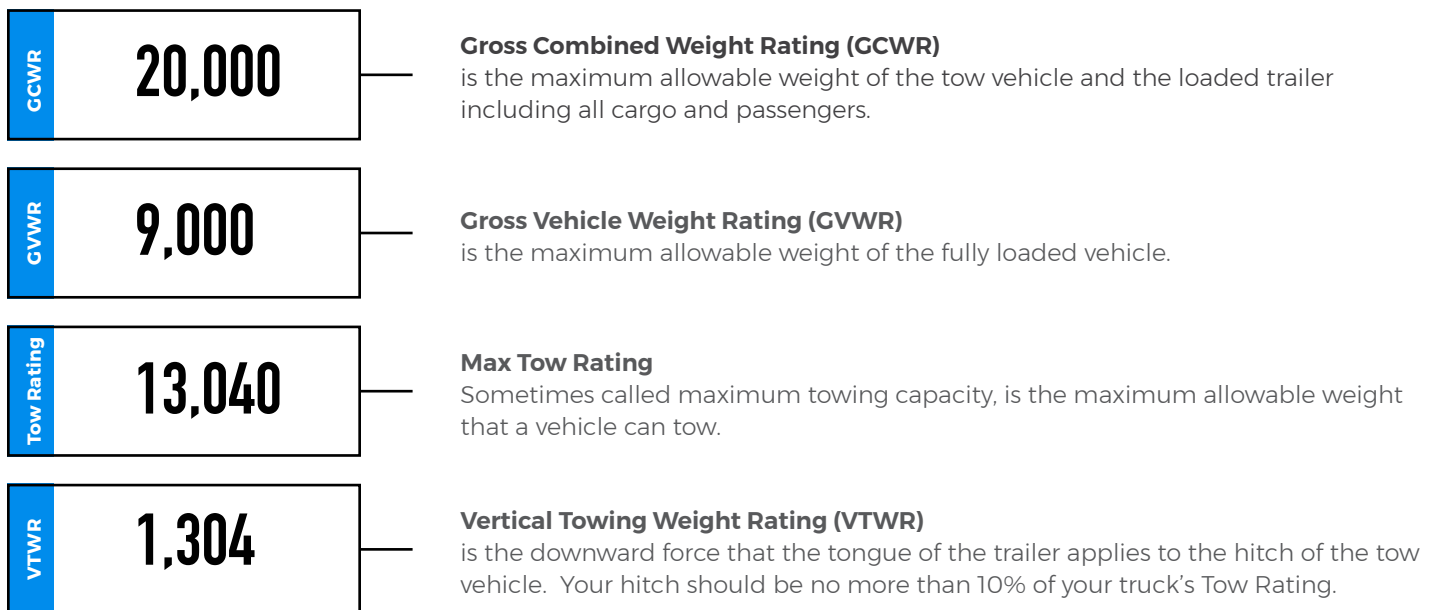 GCWR
20,000
Gross Combined Weight Rating (GCWR)
is the maximum allowable weight of the tow vehicle and the loaded trailer
including all cargo and passengers.
GVWR
9,000
Gross Vehicle Weight Rating (GVWR)
is the maximum allowable weight of the fully loaded vehicle.
Tow Rating
13,040
Max Tow Rating
Sometimes called maximum towing capacity, is the maximum allowable weight
that a vehicle can tow.
VTWR
1,304
Vertical Towing Weight Rating (VTWR)
is the downward force that the tongue of the trailer applies to the hitch of the tow
vehicle.  Your hitch should be no more than 10% of your truck's Tow Rating.